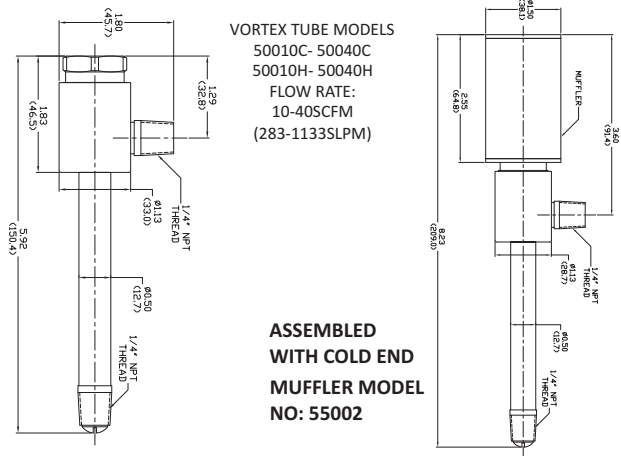 1.80
(45.7)
VORTEX TUBE MODELS
50010C- 50040C
50010H- 50040H
FLOW RATE:
10-40SCFM
(283-1133SLPM)
1.29
(32.8)
1.83
(46.5)
5.92
(150.4)
1/4" NPT
THREAD
Ø1.13
(33.0)
Ø0.50
(12.7)
1/4" NPT
THREAD
ASSEMBLED
WITH COLD END
MUFFLER MODEL
NO: 55002
Ø1.50
(38.1)
MUFFLER
2.55
(64.8)
3.60
(91.4)
8.23
(209.0)
1/4" NPT
THREAD
Ø1.13
(28.7)
Ø0.50
(12.7)
1/4" NPT
THREAD